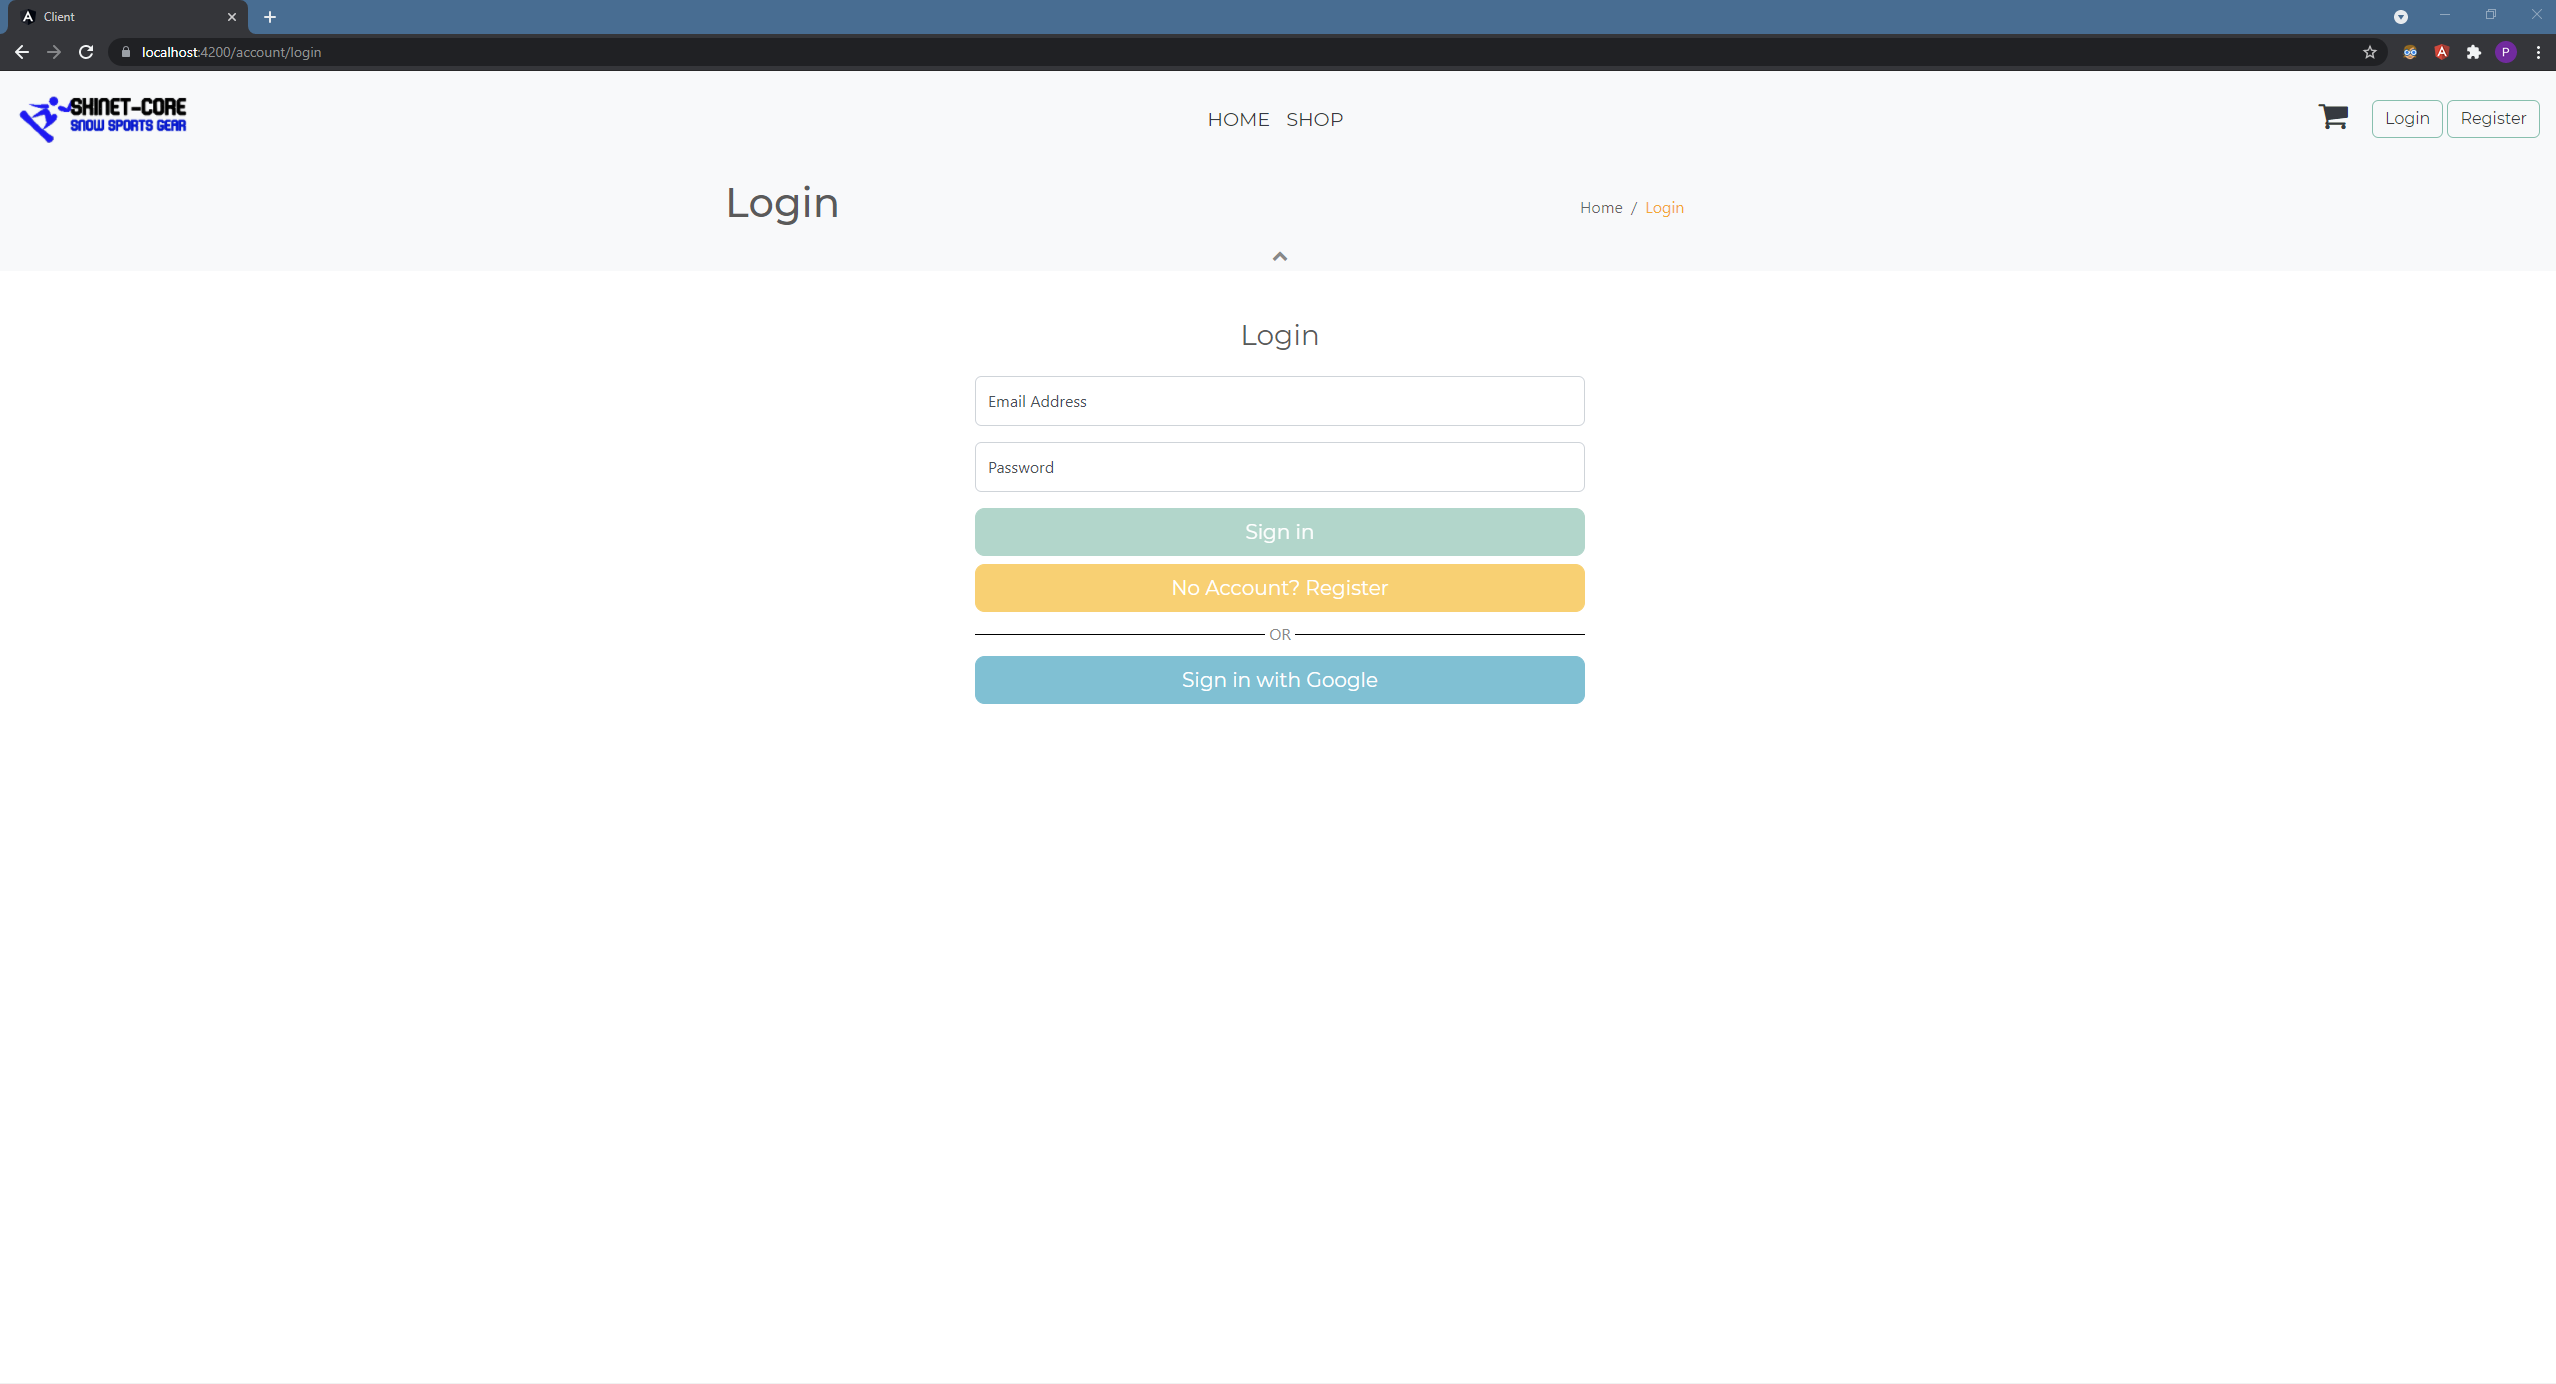 Client
localhost:4200/account/login
P
SHINET-CORE
SNOW SPORTS GEAR
HOME SHOP
Login Register
Login
Home / Login
Login
Email Address
Password
Sign in
No Account? Register
OR
Sign in with Google